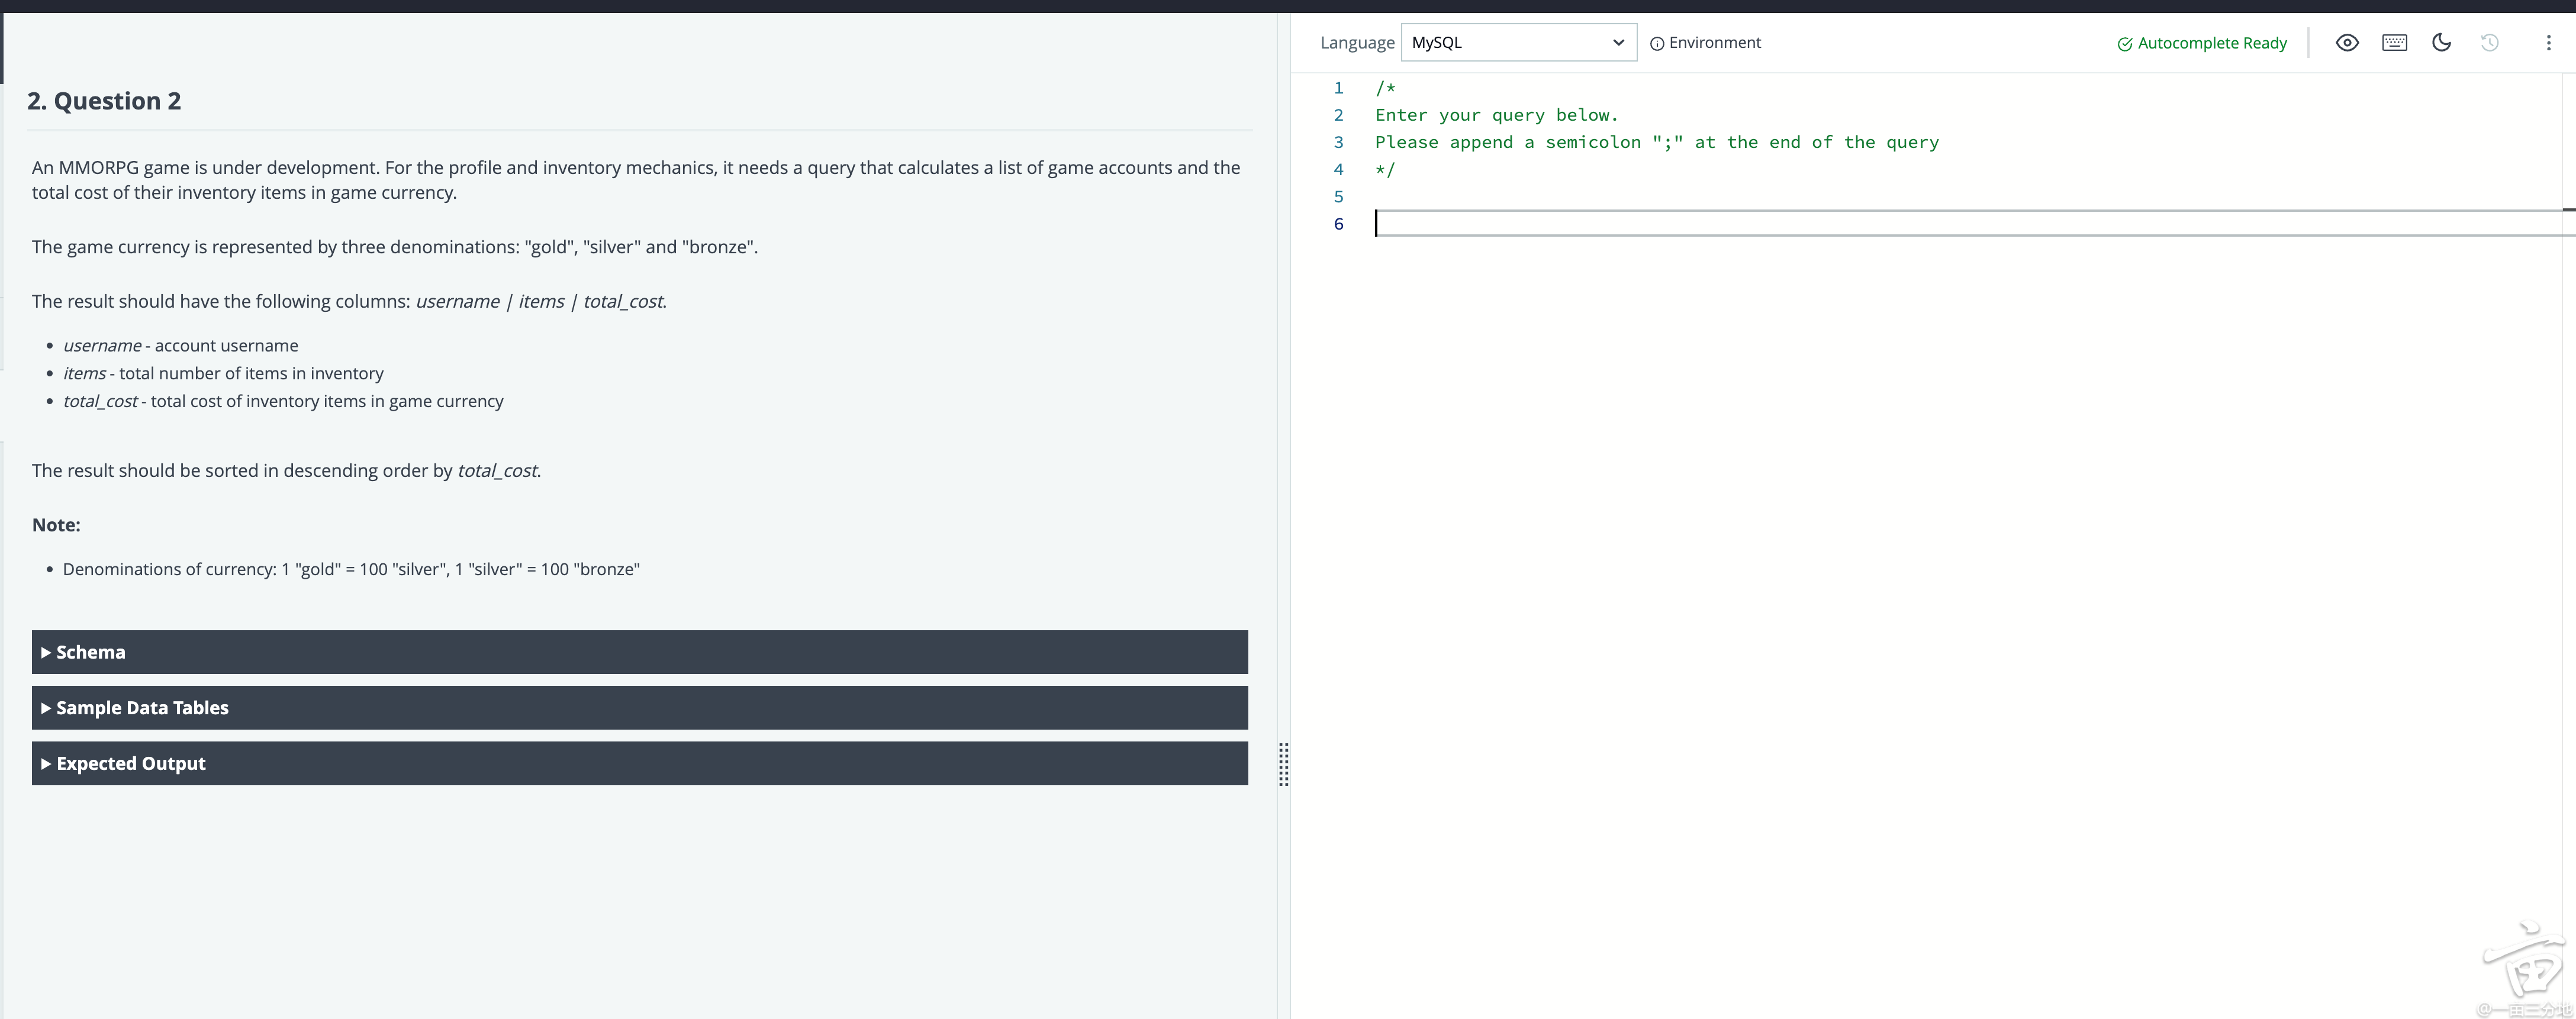 2. Question 2
An MMORPG game is under development. For the profile and inventory mechanics, it needs a query that calculates a list of game accounts and the
total cost of their inventory items in game currency.
The game currency is represented by three denominations: "gold", "silver" and "bronze".
The result should have the following columns: username | items | total_cost.
• username - account username
• items - total number of items in inventory
• total_cost - total cost of inventory items in game currency
The result should be sorted in descending order by total_cost.
Note:
• Denominations of currency: 1 "gold" = 100 "silver", 1 "silver" = 100 "bronze"
Schema
Sample Data Tables
Expected Output
Language MySQL Environment Autocomplete Ready
1 /*
2 Enter your query below.
3 Please append a semicolon ";" at the end of the query
4 */
5
6
亩
@一亩三分地